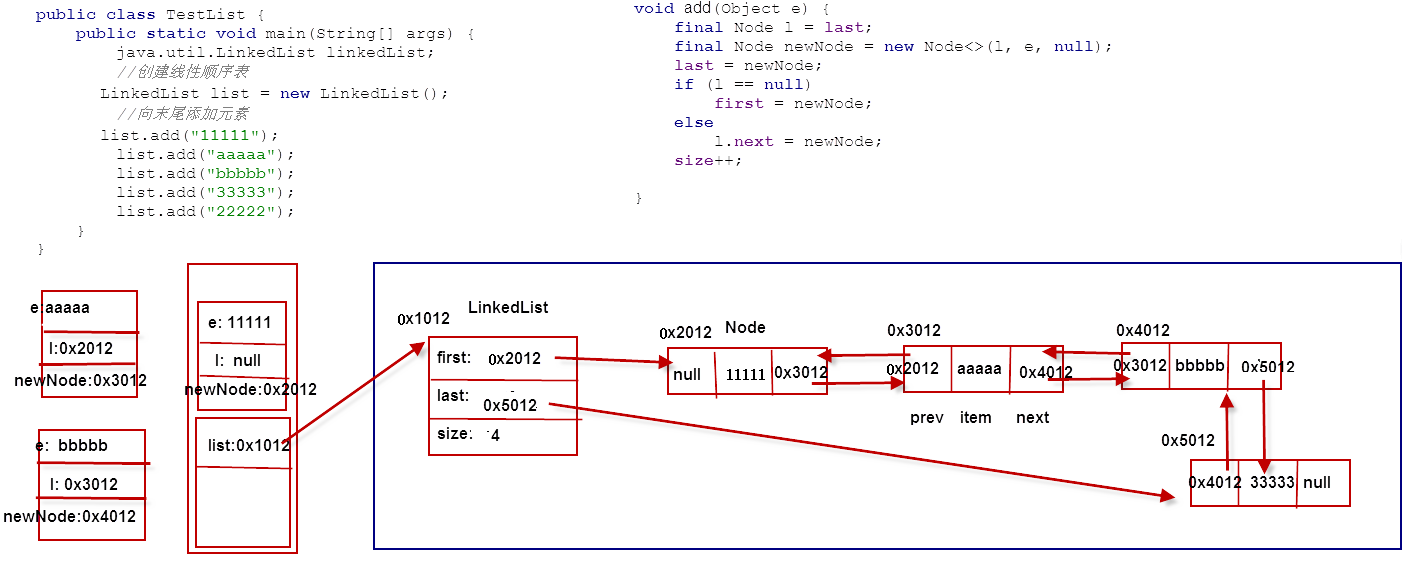 public class TestList {
public static void main(String[] args) {
java.util.LinkedList linkedList;
//创建线性顺序表
LinkedList list = new LinkedList();
//向末尾添加元素
list.add("11111");
list.add("aaaaa");
list.add("bbbbb");
list.add("33333");
list.add("22222");
}
}
void add(Object e) {
final Node l = last;
final Node newNode = new Node<>(l, e, null);
last = newNode;
if (l == null)
first = newNode;
else
l.next = newNode;
size++;
}
e:aaaaa
l:0x2012
newNode:0x3012
e: bbbbb
l: 0x3012
newNode:0x4012
e: 11111
l: null
newNode:0x2012
list:0x1012
0x1012
LinkedList
first: 0x2012
last: 0x5012
size: 4
0x2012 Node
null 11111 0x3012
0x3012
0x2012 aaaaa 0x4012
prev item next
0x4012
0x3012 bbbbb 0x5012
0x5012
0x4012 33333 null